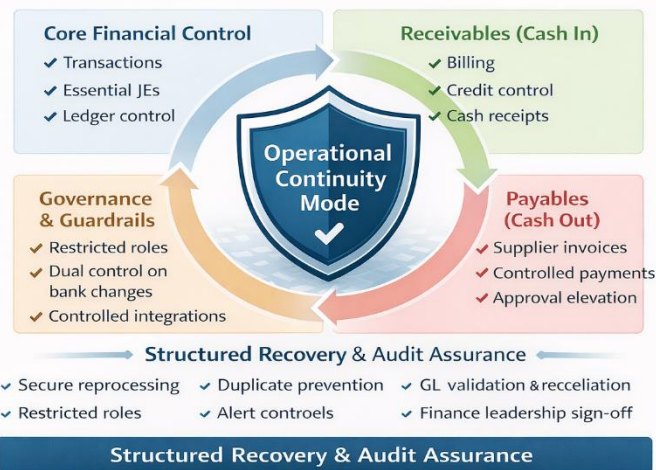 Core Financial Control
✓ Transactions
✓ Essential JEs
✓ Ledger control
Receivables (Cash In)
✓ Billing
✓ Credit control
✓ Cash receipts
Operational
Continuity
Mode
Governance
& Guardrails
✓ Restricted roles
✓ Dual control on
bank changes
✓ Controlled integrations
Payables
(Cash Out)
✓ Supplier invoices
✓ Controlled payments
✓ Approval elevation
Structured Recovery & Audit Assurance
✓ Secure reprocessing ✓ Duplicate prevention ✓ GL validation & recceliation
✓ Restricted roles ✓ Alert controels ✓ Finance leadership sign-off
Structured Recovery & Audit Assurance